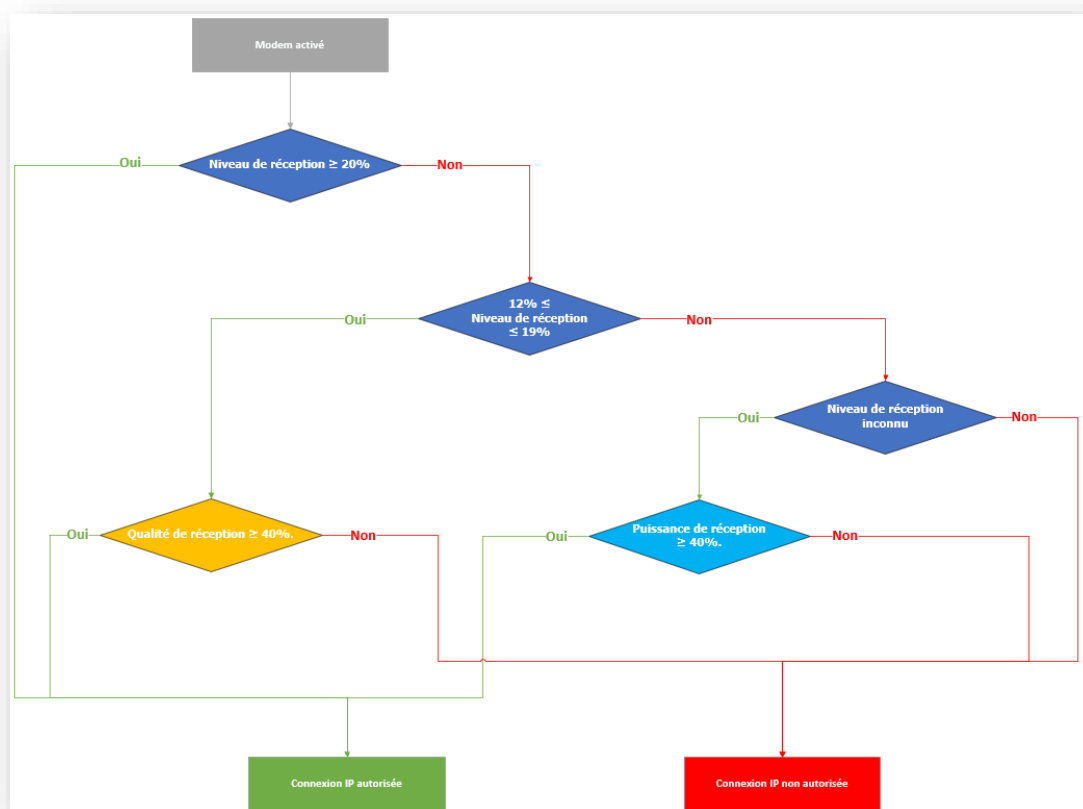 Modem activé
Oui
Niveau de réception ≥ 20%
Non
Oui
12% ≤
Niveau de réception
≤ 19%
Non
Oui
Niveau de réception
inconnu
Non
Oui
Qualité de réception ≥ 40%.
Non
Oui
Puissance de réception
≥ 40%.
Non
Connexion IP autorisée
Connexion IP non autorisée